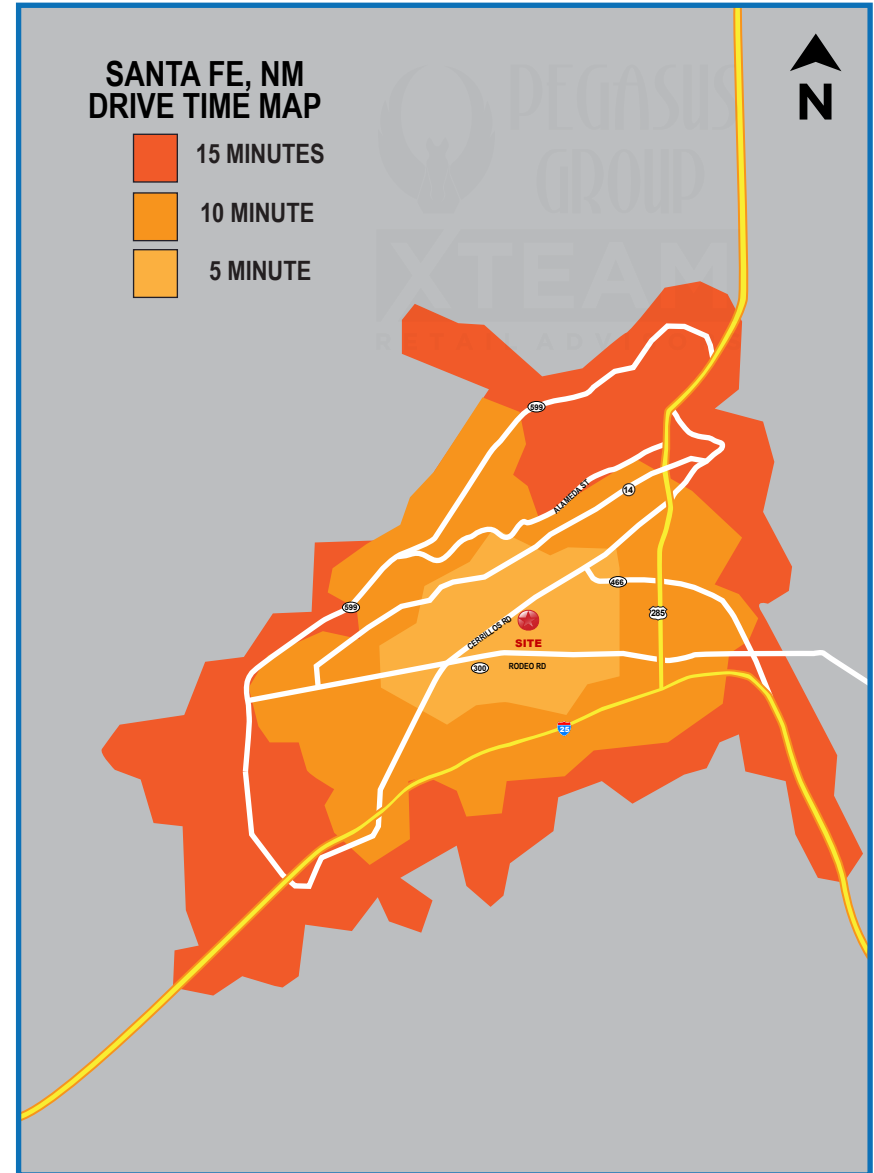 SANTA FE, NM
DRIVE TIME MAP
15 MINUTES
10 MINUTE
5 MINUTE
N
PEGASUS
GROUP
XTEAM
RETAIL ADVISO
599
ALAMEDA ST
14
599
466
285
CERRILLOS RD
SITE
300
RODEO RD
25